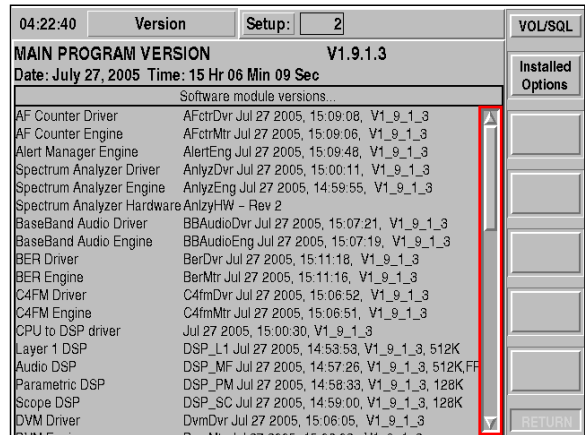 04:22:40 Version Setup: 2 VOL/SQL
MAIN PROGRAM VERSION V1.9.1.3
Date: July 27, 2005 Time: 15 Hr 06 Min 09 Sec
Installed
Options
Software module versions...
AF Counter Driver AFctrDvr Jul 27 2005, 15:09:08, V1_9_1_3
AF Counter Engine AFctrMtr Jul 27 2005, 15:09:06, V1_9_1_3
Alert Manager Engine AlertEng Jul 27 2005, 15:09:48, V1_9_1_3
Spectrum Analyzer Driver AnlyzDvr Jul 27 2005, 15:00:11, V1_9_1_3
Spectrum Analyzer Engine AnlyzEng Jul 27 2005, 14:59:55, V1_9_1_3
Spectrum Analyzer Hardware AnlzyHW – Rev 2
BaseBand Audio Driver BBAudioDvr Jul 27 2005, 15:07:21, V1_9_1_3
BaseBand Audio Engine BBAudioEng Jul 27 2005, 15:07:19, V1_9_1_3
BER Driver BerDvr Jul 27 2005, 15:11:18, V1_9_1_3
BER Engine BerMtr Jul 27 2005, 15:11:16, V1_9_1_3
C4FM Driver C4fmDvr Jul 27 2005, 15:06:52, V1_9_1_3
C4FM Engine C4fmMtr Jul 27 2005, 15:06:51, V1_9_1_3
CPU to DSP driver Jul 27 2005, 15:00:30, V1_9_1_3
Layer 1 DSP DSP_L1 Jul 27 2005, 14:53:53, V1_9_1_3, 512K
Audio DSP DSP_MF Jul 27 2005, 14:57:26, V1_9_1_3, 512K,FF
Parametric DSP DSP_PM Jul 27 2005, 14:58:33, V1_9_1_3, 128K
Scope DSP DSP_SC Jul 27 2005, 14:59:00, V1_9_1_3, 128K
DVM Driver DvmDvr Jul 27 2005, 15:06:05, V1_9_1_3
RETURN